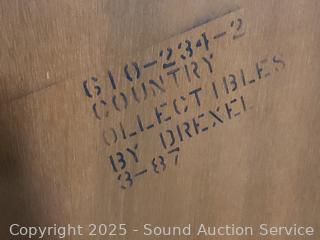 610-234-2
COUNTRY
OLLECTIBLES
BY DREXEL
3-87
Copyright 2025 - Sound Auction Service